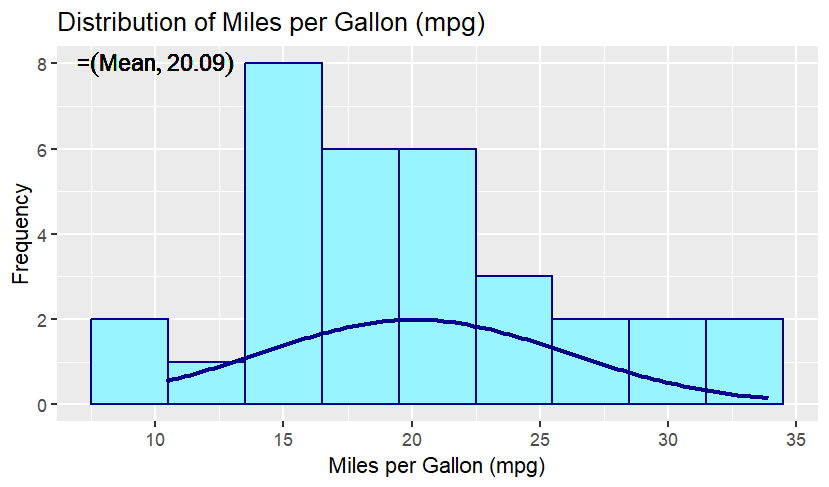 Distribution of Miles per Gallon (mpg)
=(Mean, 20.09)
8
6
4
2
0
Frequency
10 15 20 25 30 35
Miles per Gallon (mpg)